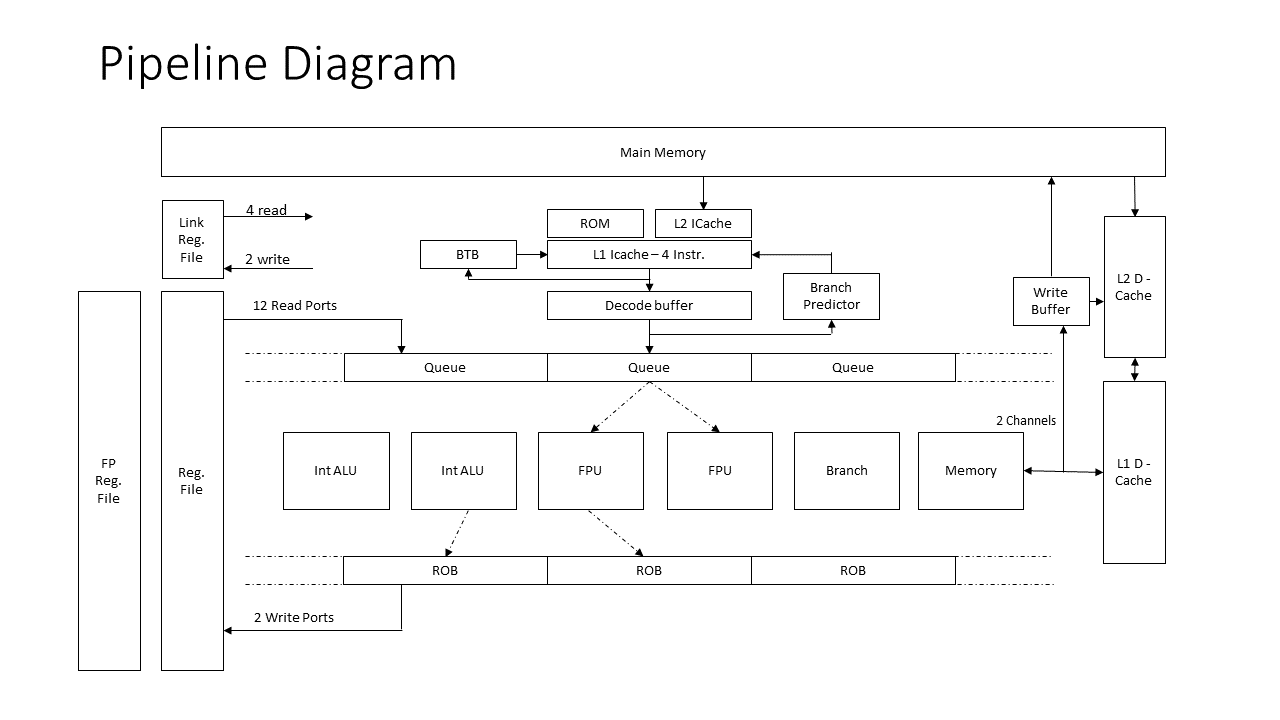 Pipeline Diagram
Main Memory
Link
Reg.
File
4 read
2 write
ROM
L2 ICache
BTB
L1 Icache – 4 Instr.
Branch
Predictor
Decode buffer
Write
Buffer
L2 D -
Cache
12 Read Ports
Queue
Queue
Queue
2 Channels
FP
Reg.
File
Reg.
File
Int ALU
Int ALU
FPU
FPU
Branch
Memory
L1 D -
Cache
ROB
ROB
ROB
2 Write Ports